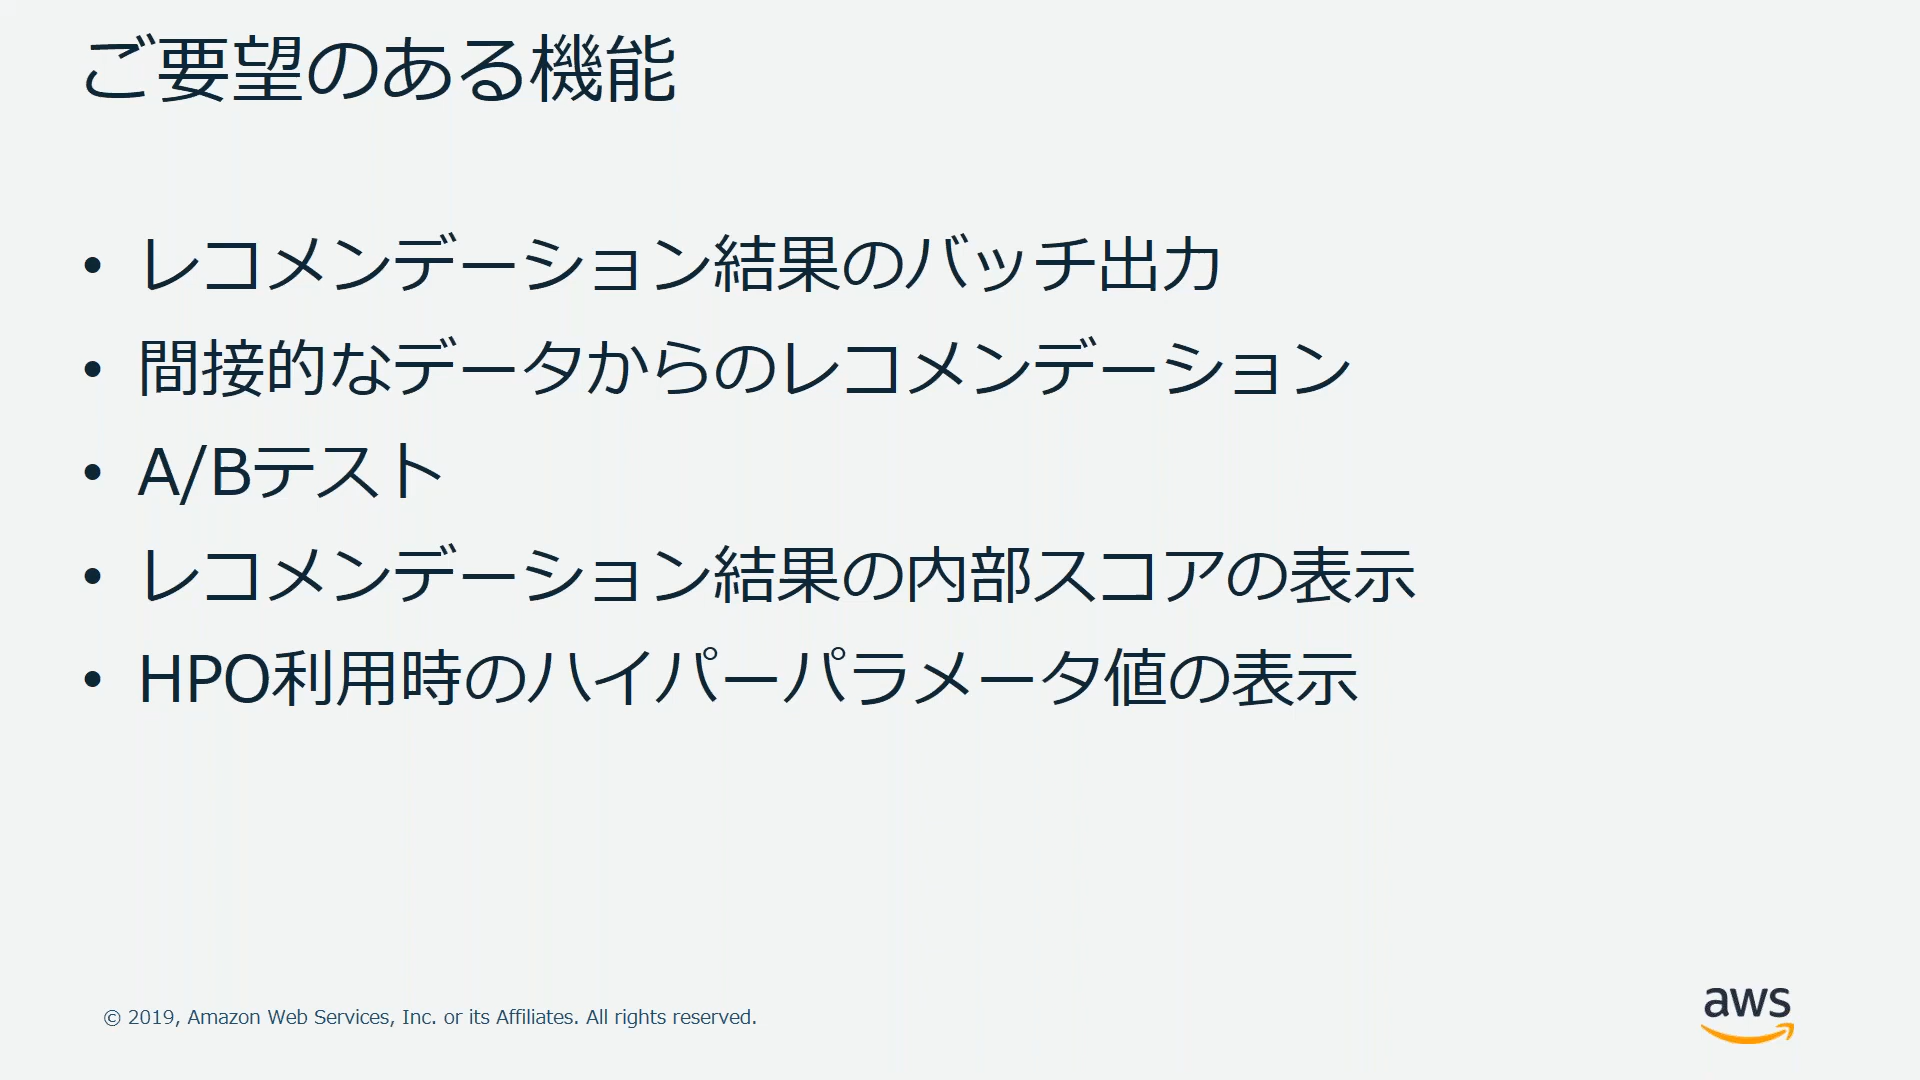 ご要望のある機能
• レコメンデーション結果のバッチ出力
• 間接的なデータからのレコメンデーション
• A/Bテスト
• レコメンデーション結果の内部スコアの表示
• HPO利用時のハイパーパラメータ値の表示
© 2019, Amazon Web Services, Inc. or its Affiliates. All rights reserved.
aws